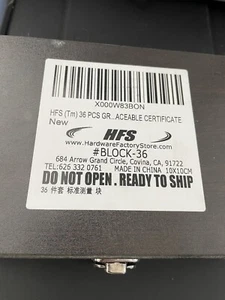 X000W83BON
HFS (Tm) 36 PCS GR...ACEABLE CERTIFICATE
New
HFS
www.HardwareFactoryStore.com
#BLOCK-36
684 Arrow Grand Circle, Covina, CA, 91722
TEL:626 332 0761 MADE IN CHINA 10X10CM
DO NOT OPEN . READY TO SHIP
36 件套 标准测量 块